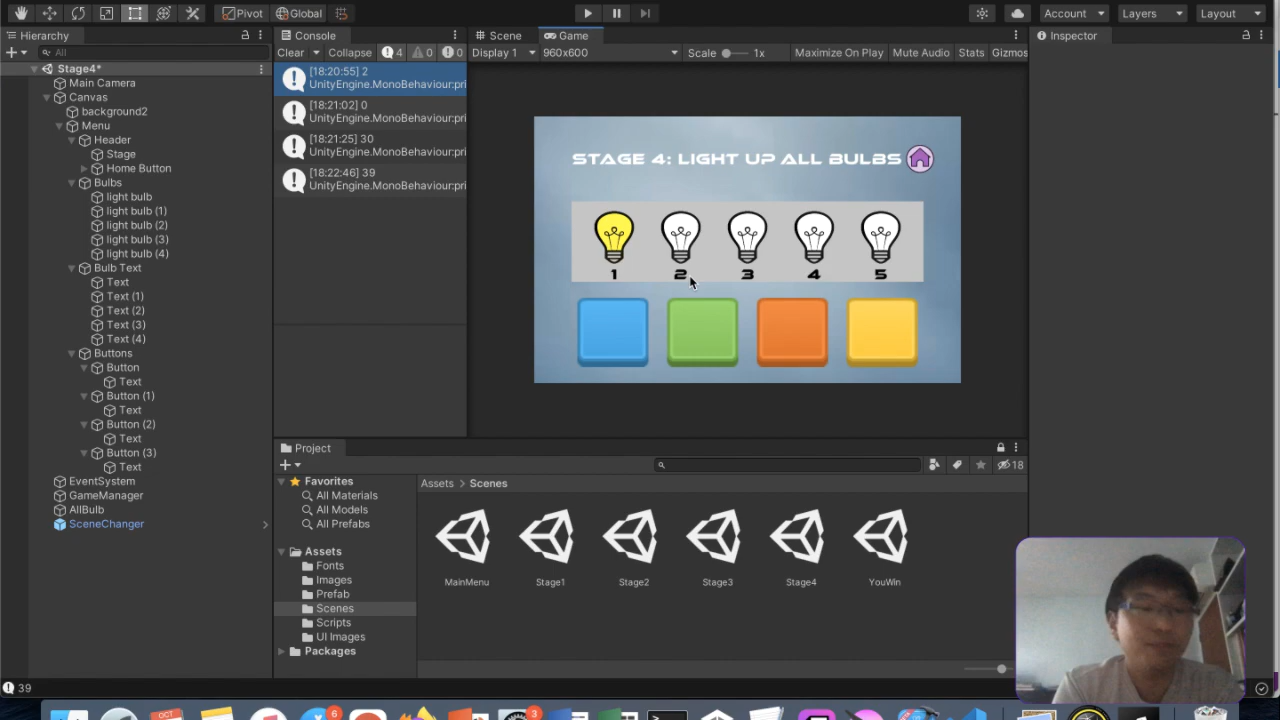 Pivot Global Account Layers Layout
Hierarchy Console Scene Game Inspector
All Clear Collapse 4 0 0 Display 1 960x600 Scale 1x Maximize On Play Mute Audio Stats Gizmos
Stage4*
Main Camera
Canvas
background2
Menu
Header
Stage
Home Button
Bulbs
light bulb
light bulb (1)
light bulb (2)
light bulb (3)
light bulb (4)
Bulb Text
Text
Text (1)
Text (2)
Text (3)
Text (4)
Buttons
Button
Text
Button (1)
Text
Button (2)
Text
Button (3)
Text
EventSystem
GameManager
AllBulb
SceneChanger
[18:20:55] 2
UnityEngine.MonoBehaviour:pri
[18:21:02] 0
UnityEngine.MonoBehaviour:pri
[18:21:25] 30
UnityEngine.MonoBehaviour:pri
[18:22:46] 39
UnityEngine.MonoBehaviour:pri
STAGE 4: LIGHT UP ALL BULBS
1 2 3 4 5
Project
18
Favorites
All Materials
All Models
All Prefabs
Assets
Fonts
Images
Prefab
Scenes
Scripts
UI Images
Packages
Assets > Scenes
MainMenu Stage1 Stage2 Stage3 Stage4 YouWin
39
OCT 6 3